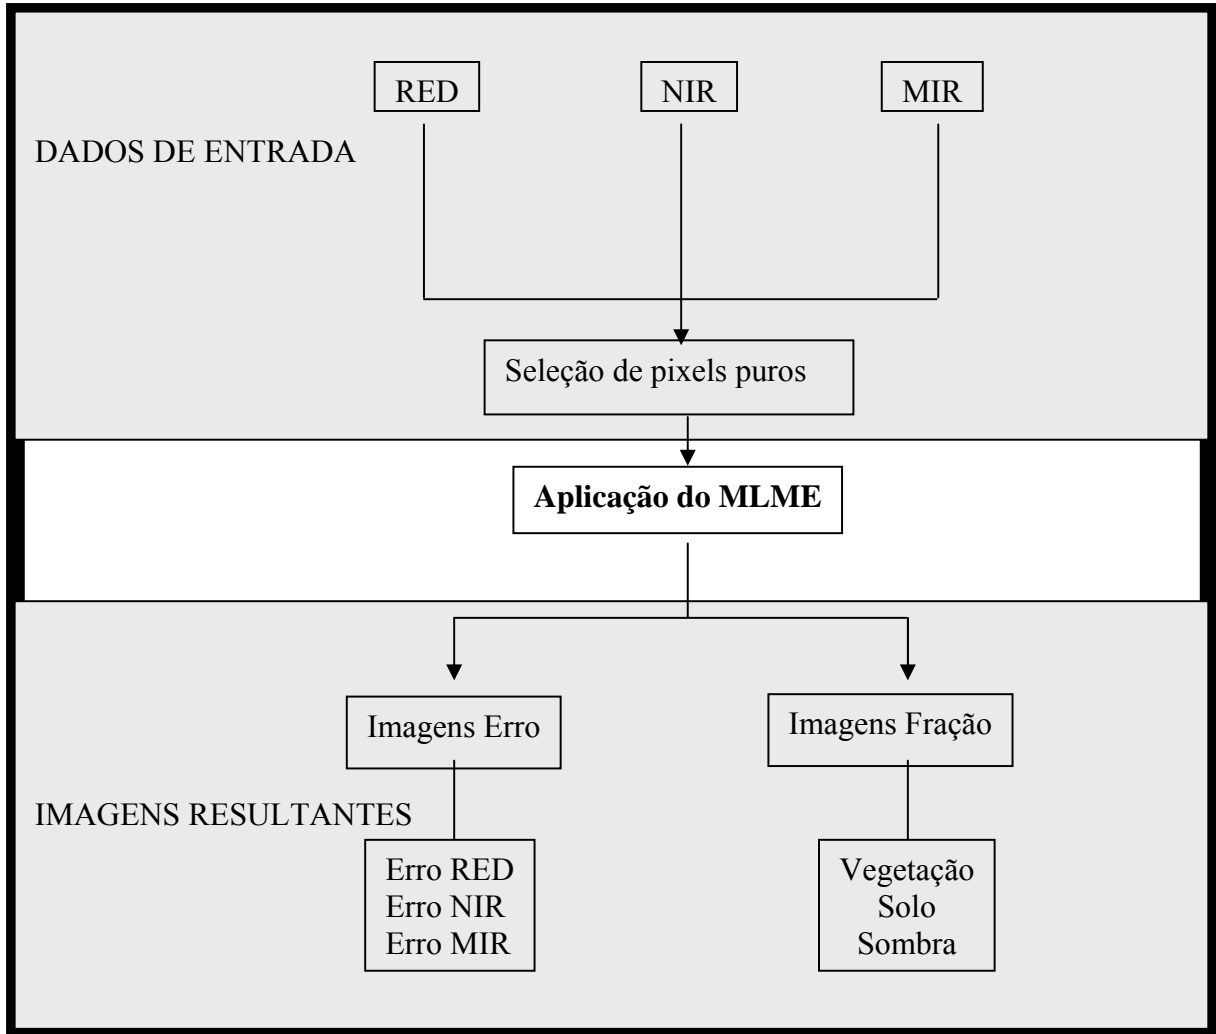 RED
NIR
MIR
DADOS DE ENTRADA
Seleção de pixels puros
Aplicação do MLME
Imagens Erro
Imagens Fração
IMAGENS RESULTANTES
Erro RED
Erro NIR
Erro MIR
Vegetação
Solo
Sombra